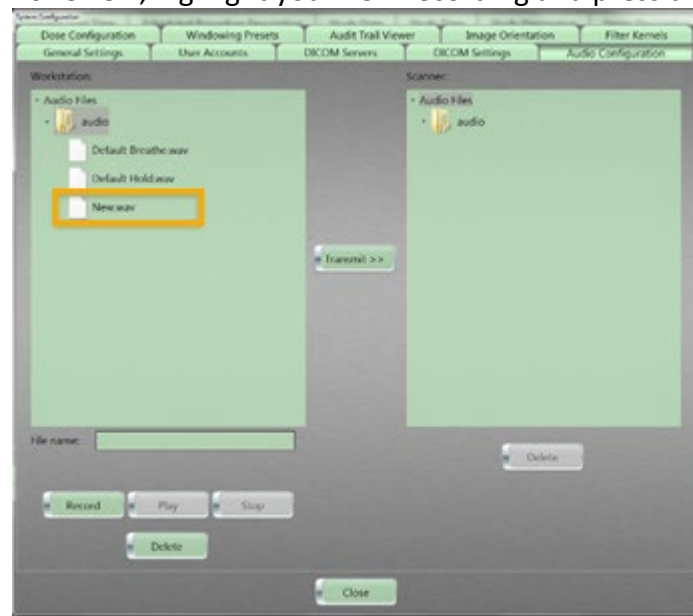 System Configuration
Dose Configuration Windowing Presets Audit Trail Viewer Image Orientation Filter Kernels
General Settings User Accounts DICOM Servers DICOM Settings Audio Configuration
Workstation: Scanner:
Audio Files Audio Files
audio audio
Default Breathe.wav
Default Hold.wav
New.wav
Transmit >>
File name:
Delete
Record Play Stop
Delete
Close